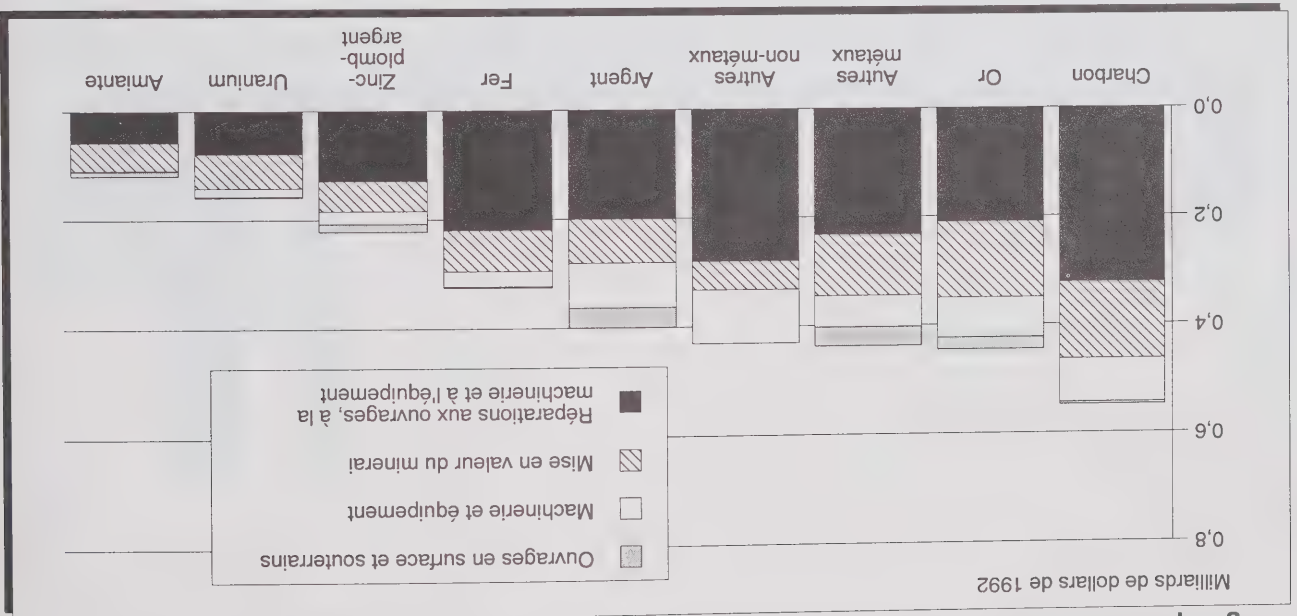 Milliards de dollars de 1992
0,8
0,6
0,4
0,2
0,0
Ouvrages en surface et souterrains
Machinerie et équipement
Mise en valeur du minerai
Réparations aux ouvrages, à la
machinerie et à l'équipement
Charbon
Or
Autres
métaux
Autres
non-métaux
Argent
Fer
Zinc-
plomb-
argent
Uranium
Amiante